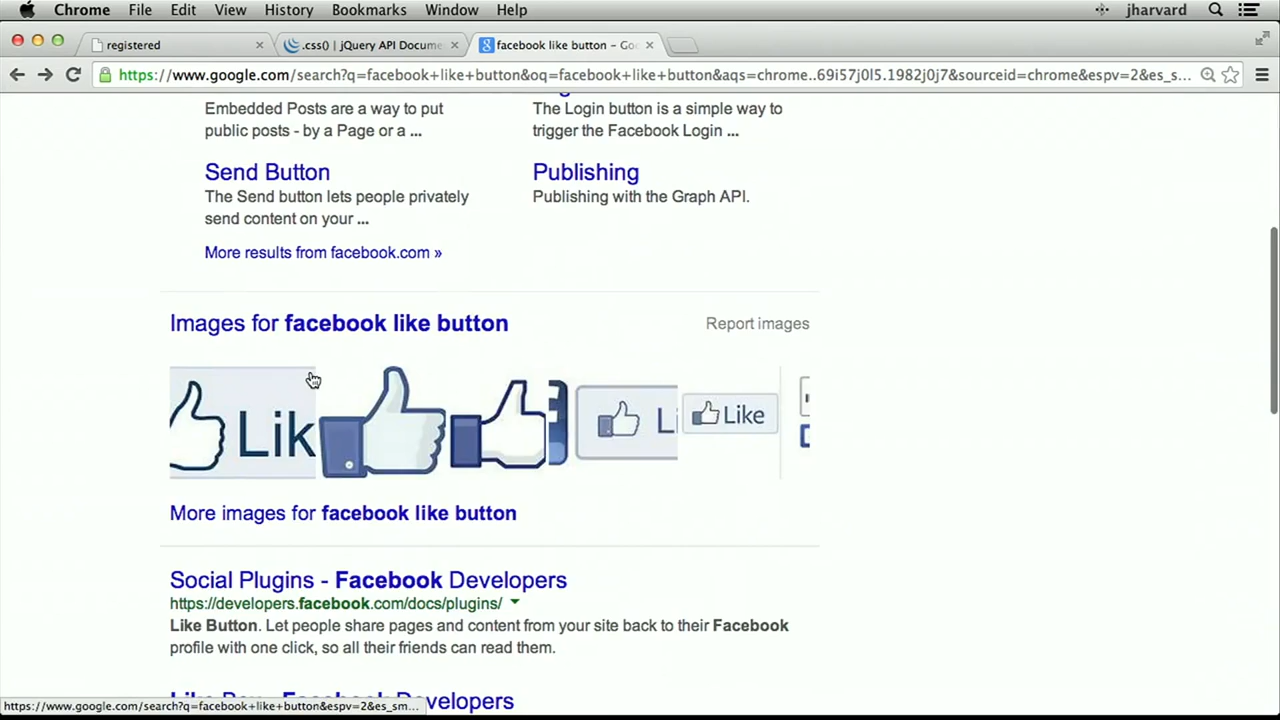 Chrome File Edit View History Bookmarks Window Help jharvard
registered
.css() | jQuery API Docume
facebook like button - Goo
https://www.google.com/search?q=facebook+like+button&oq=facebook+like+button&aqs=chrome..69i57j0l5.1982j0j7&sourceid=chrome&espv=2&es_s...
Embedded Posts are a way to put
public posts - by a Page or a ...
The Login button is a simple way to
trigger the Facebook Login ...
Send Button
The Send button lets people privately
send content on your ...
Publishing
Publishing with the Graph API.
More results from facebook.com »
Images for facebook like button
Report images
Lik
Li
Like
More images for facebook like button
Social Plugins - Facebook Developers
https://developers.facebook.com/docs/plugins/
Like Button. Let people share pages and content from your site back to their Facebook
profile with one click, so all their friends can read them.
Like Box - Facebook Developers
https://www.google.com/search?q=facebook+like+button&espv=2&es_sm...